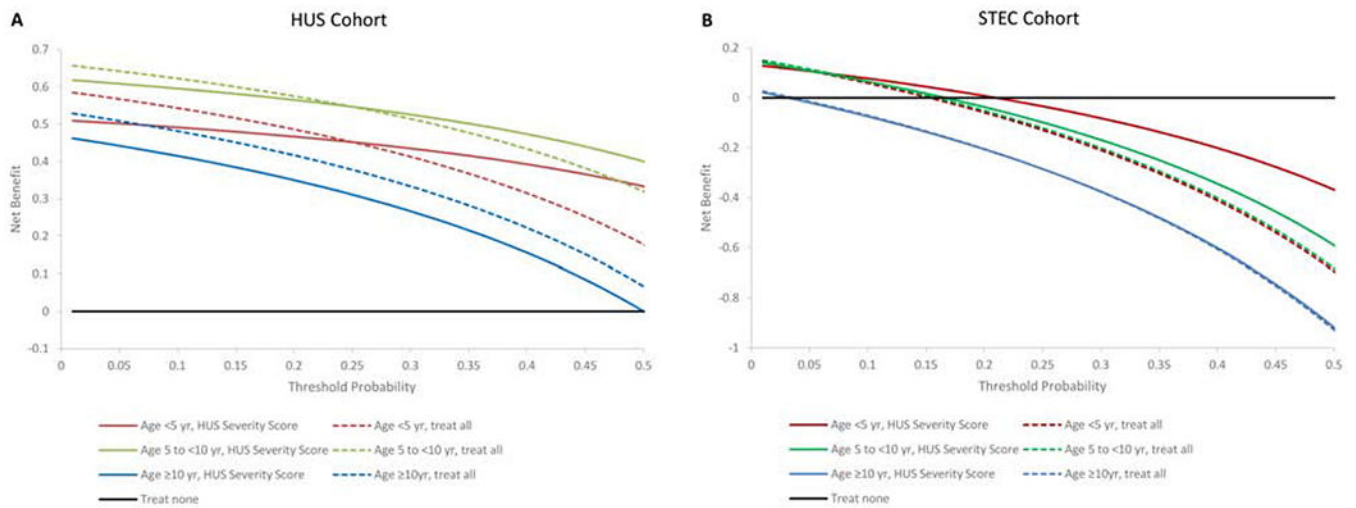 A
HUS Cohort
0.7
0.6
0.5
0.4
0.3
0.2
0.1
0
-0.1
Net Benefit
0 0.05 0.1 0.15 0.2 0.25 0.3 0.35 0.4 0.45 0.5
Threshold Probability
Age <5 yr, HUS Severity Score Age <5 yr, treat all
Age 5 to <10 yr, HUS Severity Score Age 5 to <10 yr, treat all
Age ≥10 yr, HUS Severity Score Age ≥10yr, treat all
Treat none
B
STEC Cohort
0.2
0
-0.2
-0.4
-0.6
-0.8
-1
Net Benefit
0 0.05 0.1 0.15 0.2 0.25 0.3 0.35 0.4 0.45 0.5
Threshold Probability
Age <5 yr, HUS Severity Score Age <5 yr, treat all
Age 5 to <10 yr, HUS Severity Score Age 5 to <10 yr, treat all
Age ≥10 yr, HUS Severity Score Age ≥10yr, treat all
Treat none